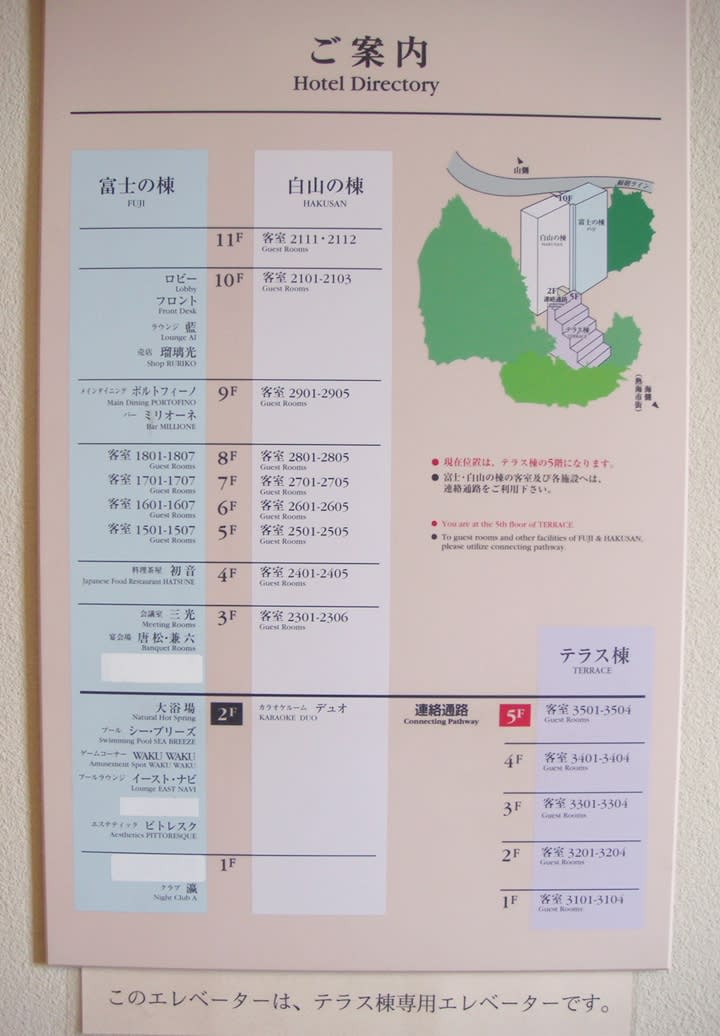 ご案内
Hotel Directory
富士の棟
FUJI
白山の棟
HAKUSAN
11F 客室 2111・2112
Guest Rooms
ロビー 10F 客室 2101-2103
Lobby Guest Rooms
フロント
Front Desk
ラウンジ 藍
Lounge AI
売店 瑠璃光
Shop RURIKO
メインダイニング ポルトフィーノ 9F 客室 2901-2905
Main Dining PORTOFINO Guest Rooms
バー ミリオーネ
Bar MILLIONE
客室 1801-1807 8F 客室 2801-2805
Guest Rooms Guest Rooms
客室 1701-1707 7F 客室 2701-2705
Guest Rooms Guest Rooms
客室 1601-1607 6F 客室 2601-2605
Guest Rooms Guest Rooms
客室 1501-1507 5F 客室 2501-2505
Guest Rooms Guest Rooms
料理茶屋 初音 4F 客室 2401-2405
Japanese Food Restaurant HATSUNE Guest Rooms
会議室 三光 3F 客室 2301-2306
Meeting Rooms Guest Rooms
宴会場 唐松・兼六
Banquet Rooms
山側
10F
白山の棟
HAKUSAN
富士の棟
FUJI
2F
連絡通路
5F
テラス棟
TERRACE
海側
(熱海市街)
● 現在位置は、テラス棟の5階になります。
● 富士・白山の棟の客室及び各施設へは、
連絡通路をご利用下さい。
● You are at the 5th floor of TERRACE
● To guest rooms and other facilities of FUJI & HAKUSAN,
please utilize connecting pathway.
テラス棟
TERRACE
大浴場 2F カラオケルーム デュオ 連絡通路 5F 客室 3501-3504
Natural Hot Spring KARAOKE DUO Connecting Pathway Guest Rooms
プール シー・ブリーズ
Swimming Pool SEA BREEZE
ゲームコーナー WAKU WAKU
Amusement Spot WAKU WAKU
プールラウンジ イースト・ナビ
Lounge EAST NAVI
エステティック ピトレスク
Aesthetics PITTORESQUE
1F
クラブ 瀛
Night Club A
4F 客室 3401-3404
Guest Rooms
3F 客室 3301-3304
Guest Rooms
2F 客室 3201-3204
Guest Rooms
1F 客室 3101-3104
Guest Rooms
このエレベーターは、テラス棟専用エレベーターです。